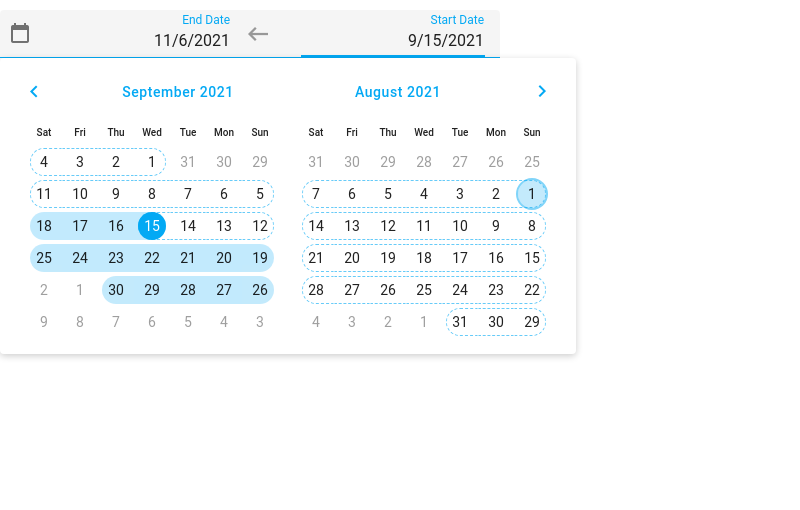 End Date Start Date
11/6/2021 9/15/2021
September 2021 August 2021
Sat Fri Thu Wed Tue Mon Sun Sat Fri Thu Wed Tue Mon Sun
4 3 2 1 31 30 29 31 30 29 28 27 26 25
11 10 9 8 7 6 5 7 6 5 4 3 2 1
18 17 16 15 14 13 12 14 13 12 11 10 9 8
25 24 23 22 21 20 19 21 20 19 18 17 16 15
2 1 30 29 28 27 26 28 27 26 25 24 23 22
9 8 7 6 5 4 3 4 3 2 1 31 30 29